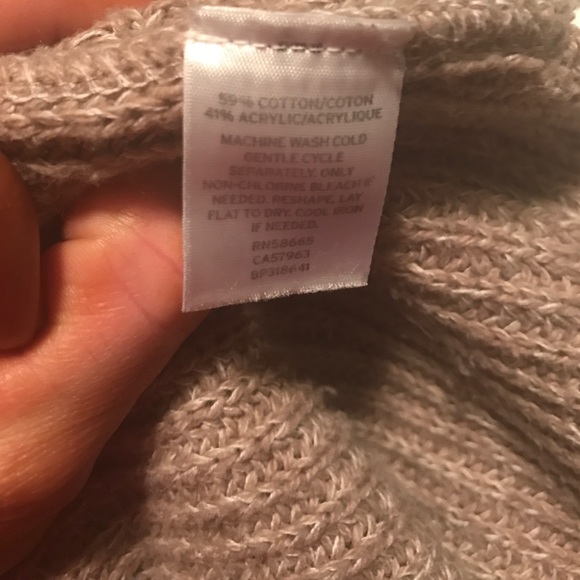 59% COTTON/COTON
41% ACRYLIC/ACRYLIQUE
MACHINE WASH COLD
GENTLE CYCLE
SEPARATELY. ONLY
NON-CHLORINE BLEACH IF
NEEDED. RESHAPE, LAY
FLAT TO DRY. COOL IRON
IF NEEDED.
RN58665
CA57963
BP318641